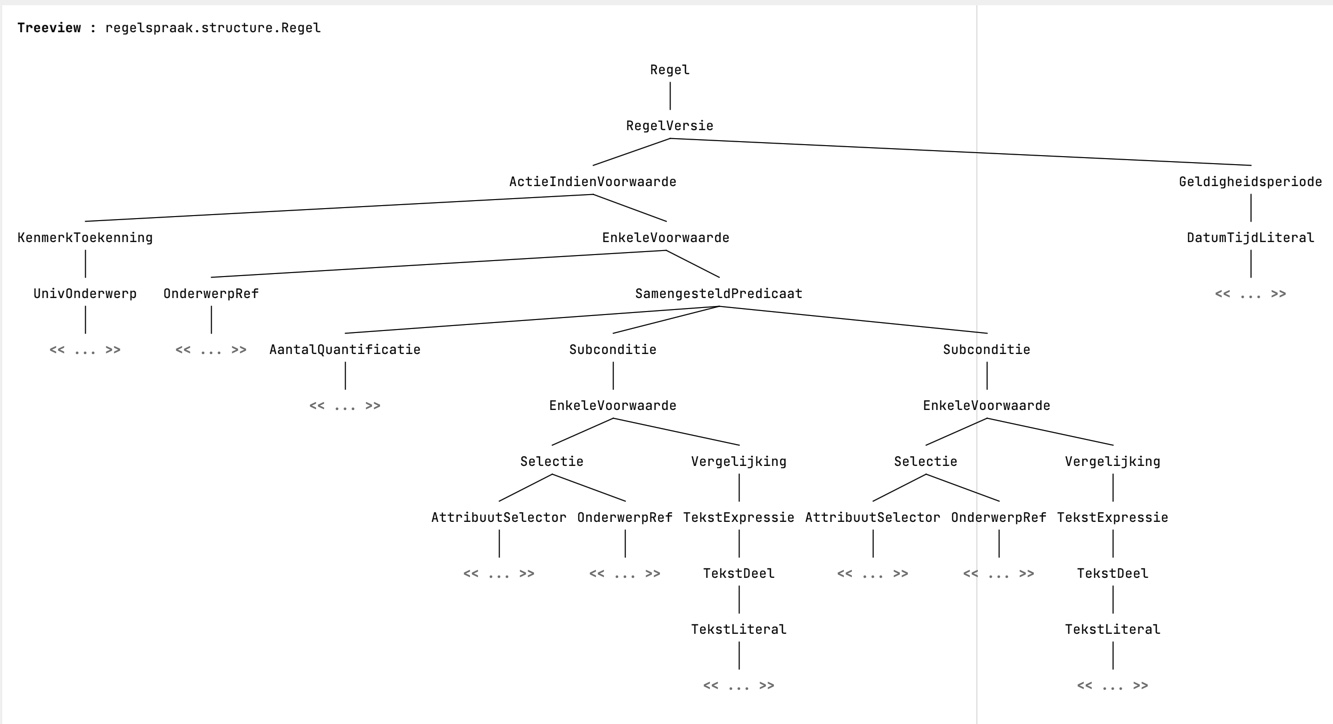 Treeview : regelspraak.structure.Regel
Regel
RegelVersie
ActieIndienVoorwaarde Geldigheidsperiode
KenmerkToekenning EnkeleVoorwaarde DatumTijdLiteral
UnivOnderwerp OnderwerpRef SamengesteldPredicaat << ... >>
<< ... >> << ... >> AantalQuantificatie Subconditie Subconditie
<< ... >> EnkeleVoorwaarde EnkeleVoorwaarde
Selectie Vergelijking Selectie Vergelijking
AttribuutSelector OnderwerpRef TekstExpressie AttribuutSelector OnderwerpRef TekstExpressie
<< ... >> << ... >> TekstDeel << ... >> << ... >> TekstDeel
TekstLiteral TekstLiteral
<< ... >> << ... >>